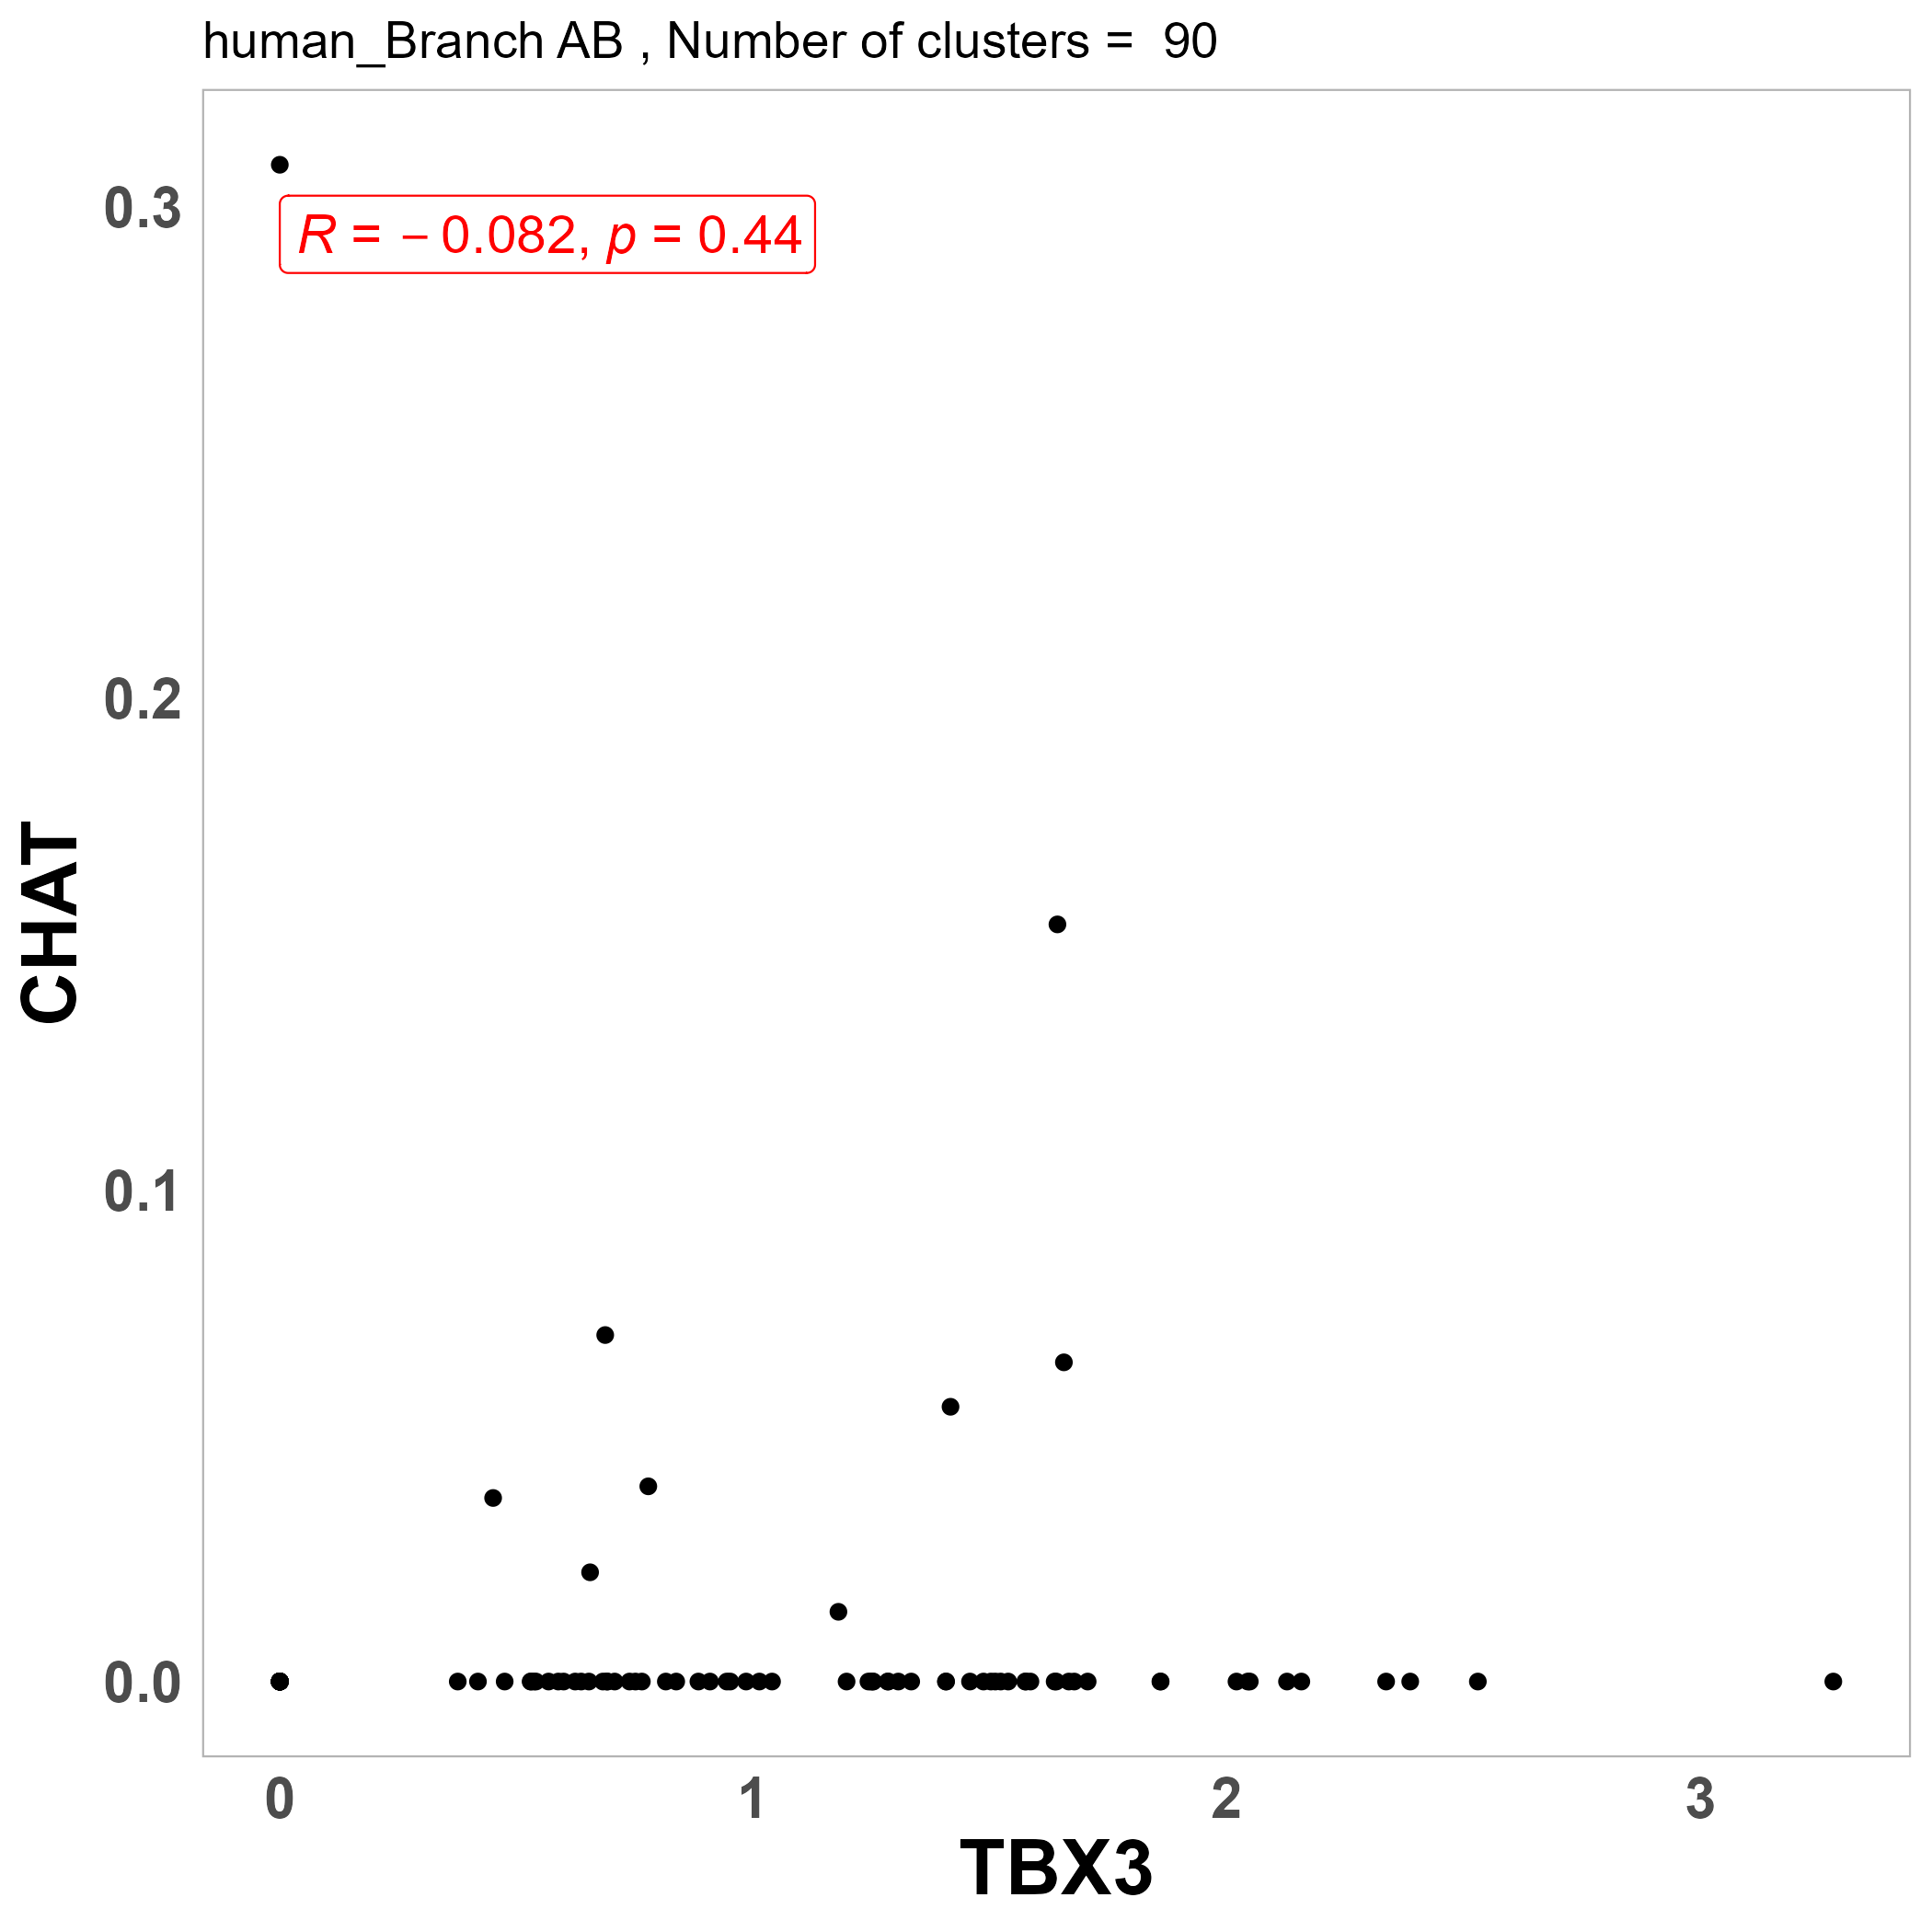 human_Branch AB , Number of clusters =  90
0.3
R = − 0.082, p = 0.44
0.2
CHAT
0.1
0.0
0 1 2 3
TBX3